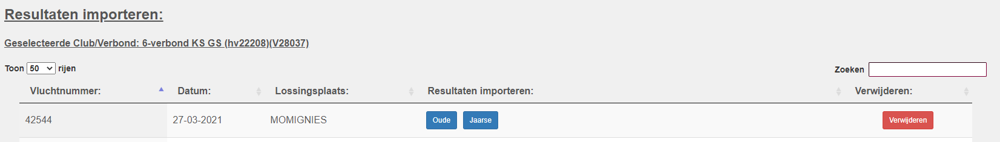 Resultaten importeren:
Geselecteerde Club/Verbond: 6-verbond KS GS (hv22208)(V28037)
Toon 50 rijen
Zoeken
Vluchtnummer: Datum: Lossingsplaats: Resultaten importeren: Verwijderen:
42544 27-03-2021 MOMIGNIES Oude Jaarse Verwijderen